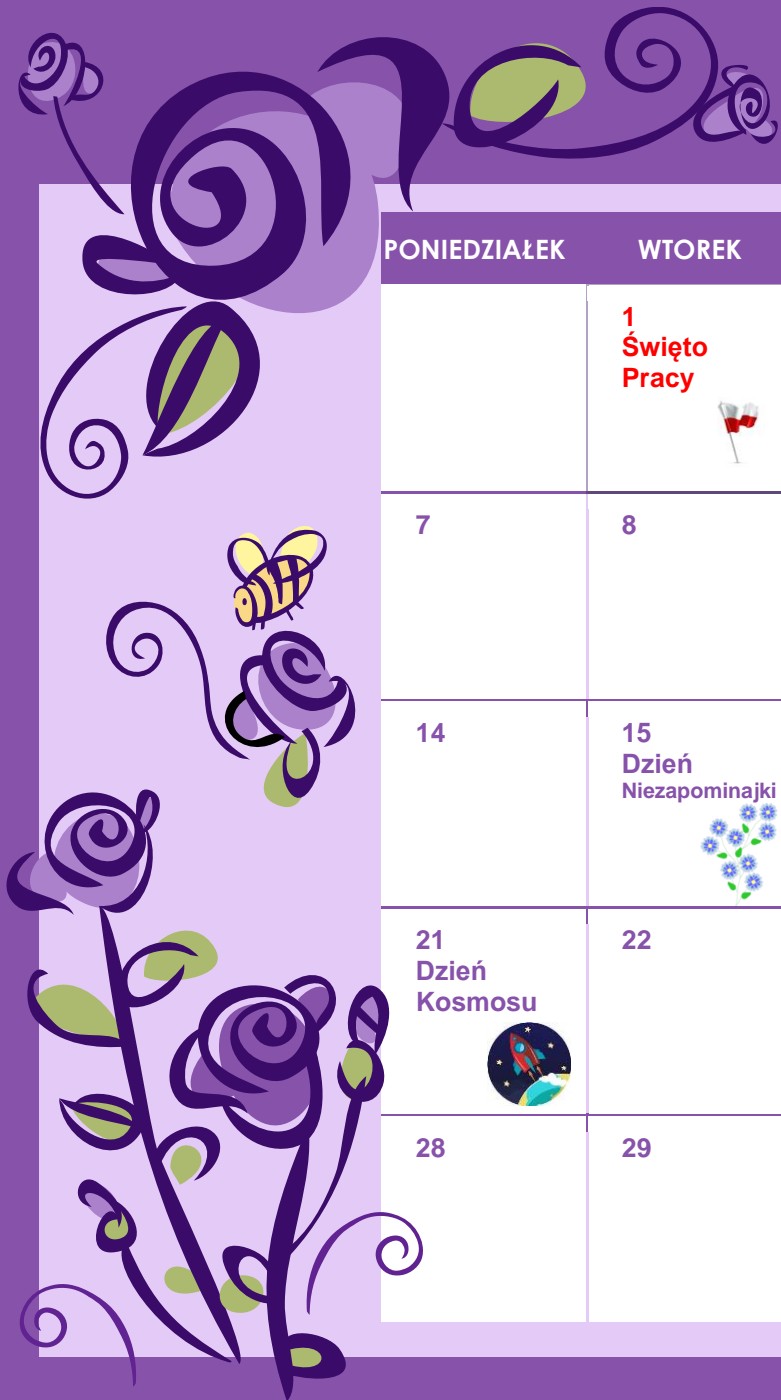 PONIEDZIAŁEK WTOREK
1
Święto
Pracy
7 8
14 15
Dzień
Niezapominajki
21 22
Dzień
Kosmosu
28 29